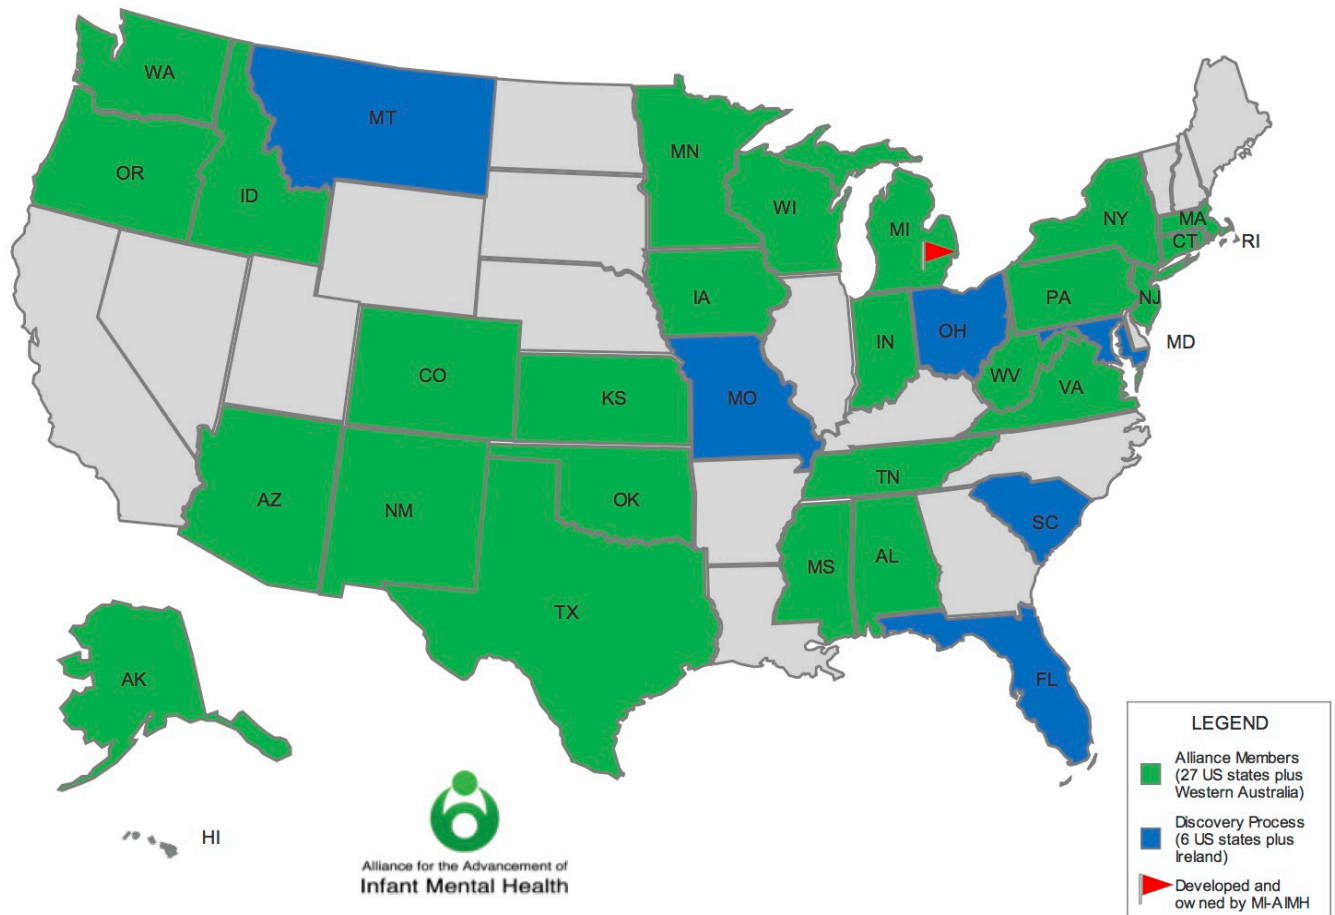 WA
MT
MN
OR
ID
WI
MI
NY
MA
CT
RI
IA
PA
NJ
OH
IN
MD
CO
WV
VA
KS
MO
TN
AZ
NM
OK
SC
MS
AL
TX
AK
FL
HI
Alliance for the Advancement of
Infant Mental Health
LEGEND
Alliance Members
(27 US states plus
Western Australia)
Discovery Process
(6 US states plus
Ireland)
Developed and
owned by MI-AIMH